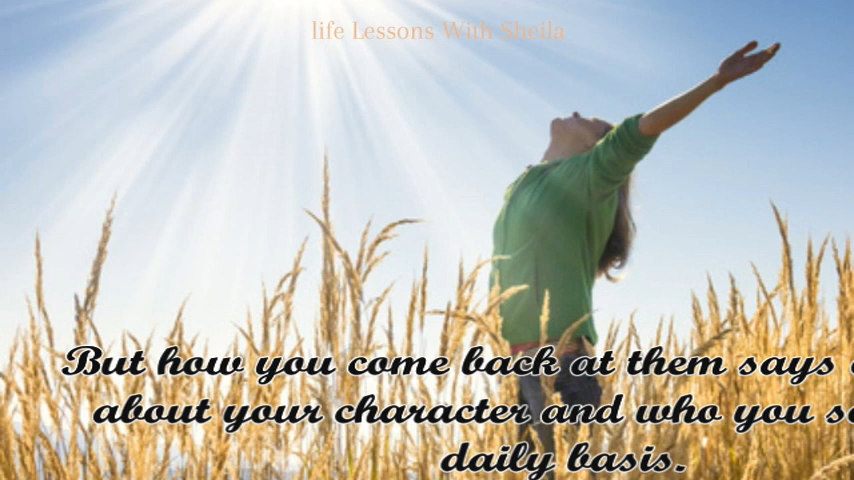 life Lessons With Sheila
But how you come back at them says
about your character and who you
daily basis.